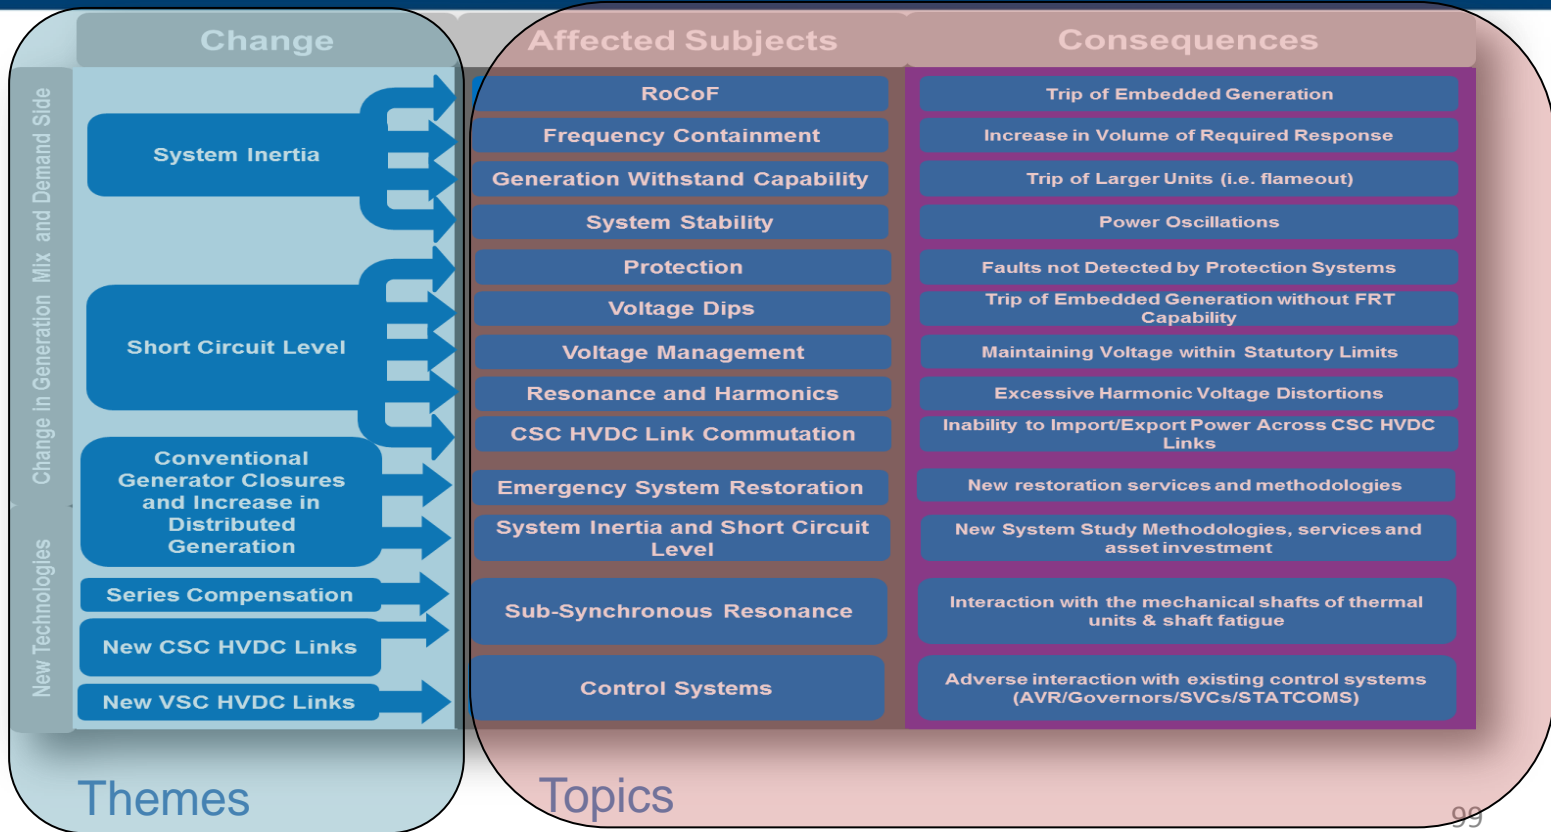 Change
Affected Subjects
Consequences
Change in Generation Mix and Demand Side
New Technologies
System Inertia
RoCoF
Trip of Embedded Generation
Frequency Containment
Increase in Volume of Required Response
Generation Withstand Capability
Trip of Larger Units (i.e. flameout)
System Stability
Power Oscillations
Short Circuit Level
Protection
Faults not Detected by Protection Systems
Voltage Dips
Trip of Embedded Generation without FRT
Capability
Voltage Management
Maintaining Voltage within Statutory Limits
Resonance and Harmonics
Excessive Harmonic Voltage Distortions
CSC HVDC Link Commutation
Inability to Import/Export Power Across CSC HVDC
Links
Conventional
Generator Closures
and Increase in
Distributed
Generation
Emergency System Restoration
New restoration services and methodologies
System Inertia and Short Circuit
Level
New System Study Methodologies, services and
asset investment
Series Compensation
New CSC HVDC Links
Sub-Synchronous Resonance
Interaction with the mechanical shafts of thermal
units & shaft fatigue
New VSC HVDC Links
Control Systems
Adverse interaction with existing control systems
(AVR/Governors/SVCs/STATCOMS)
Themes
Topics
99